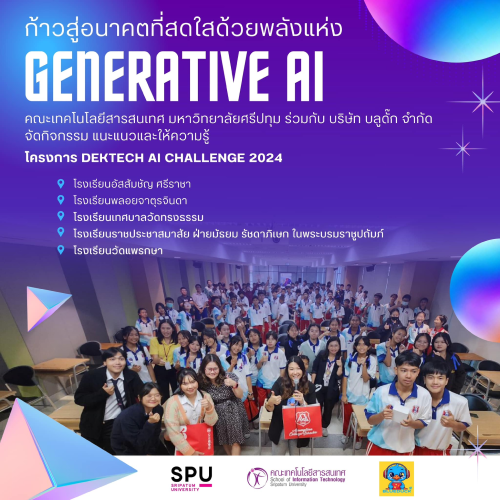 ก้าวสู่อนาคตที่สดใสด้วยพลังแห่ง
GENERATIVE AI
คณะเทคโนโลยีสารสนเทศ มหาวิทยาลัยศรีปทุม ร่วมกับ บริษัท บลูดั๊ก จำกัด
จัดกิจกรรม แนะแนวและให้ความรู้
โครงการ DEKTECH AI CHALLENGE 2024
โรงเรียนอัสสัมชัญ ศรีราชา
โรงเรียนพลอยจาตุรจินดา
โรงเรียนเทศบาลวัดทรงธรรม
โรงเรียนราชประชาสมาสัย ฝ่ายมัธยม รัชดาภิเษก ในพระบรมราชูปถัมภ์
โรงเรียนวัดแพรกษา
SPU
SRIPATUM
UNIVERSITY
คณะเทคโนโลยีสารสนเทศ
School of Information Technology
Sripatum University